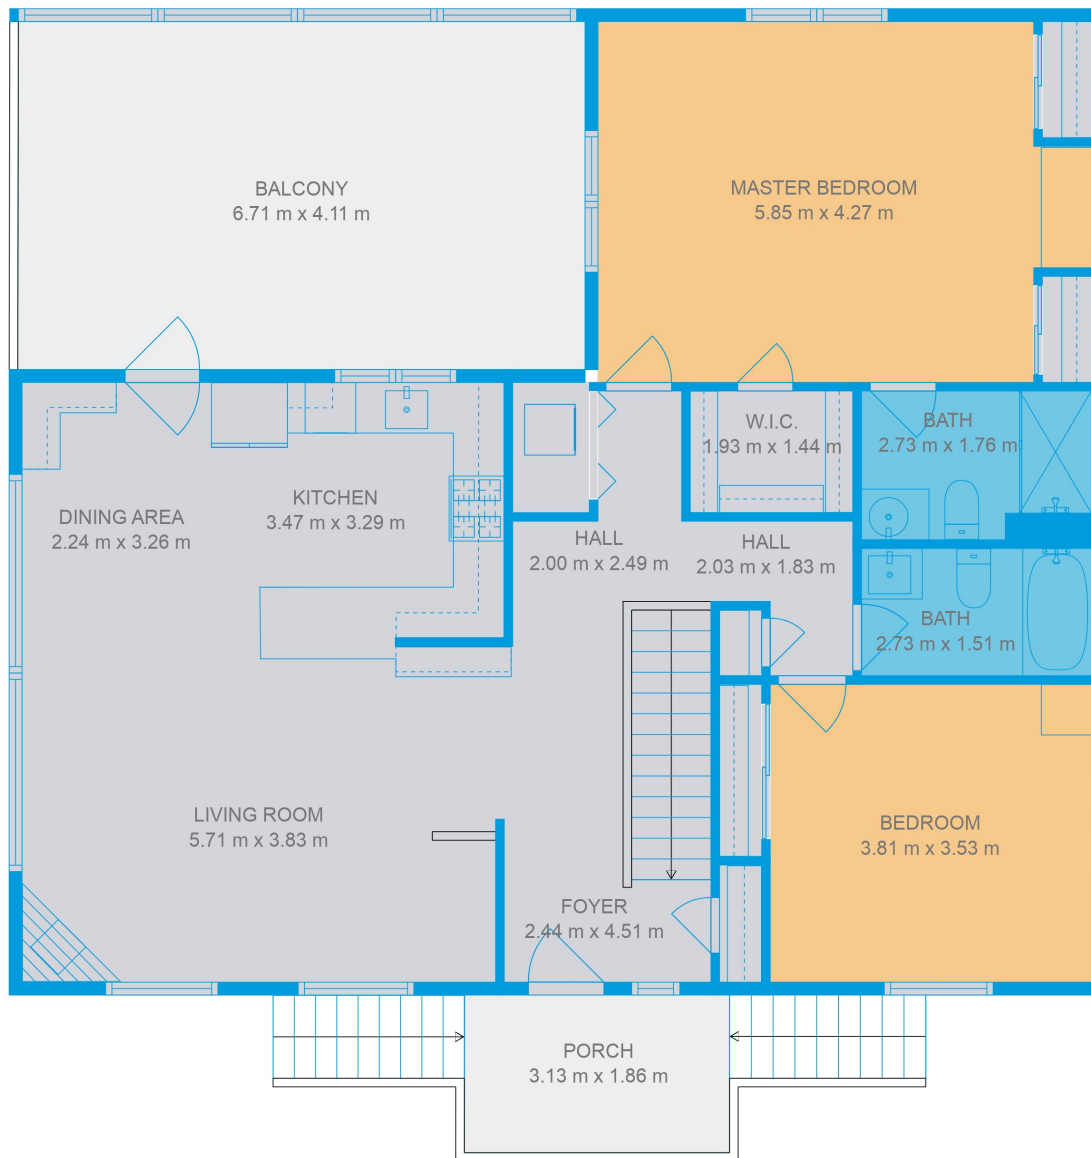 BALCONY
6.71 m x 4.11 m
MASTER BEDROOM
5.85 m x 4.27 m
W.I.C.
1.93 m x 1.44 m
BATH
2.73 m x 1.76 m
KITCHEN
3.47 m x 3.29 m
DINING AREA
2.24 m x 3.26 m
HALL
2.00 m x 2.49 m
HALL
2.03 m x 1.83 m
BATH
2.73 m x 1.51 m
LIVING ROOM
5.71 m x 3.83 m
BEDROOM
3.81 m x 3.53 m
FOYER
2.44 m x 4.51 m
PORCH
3.13 m x 1.86 m